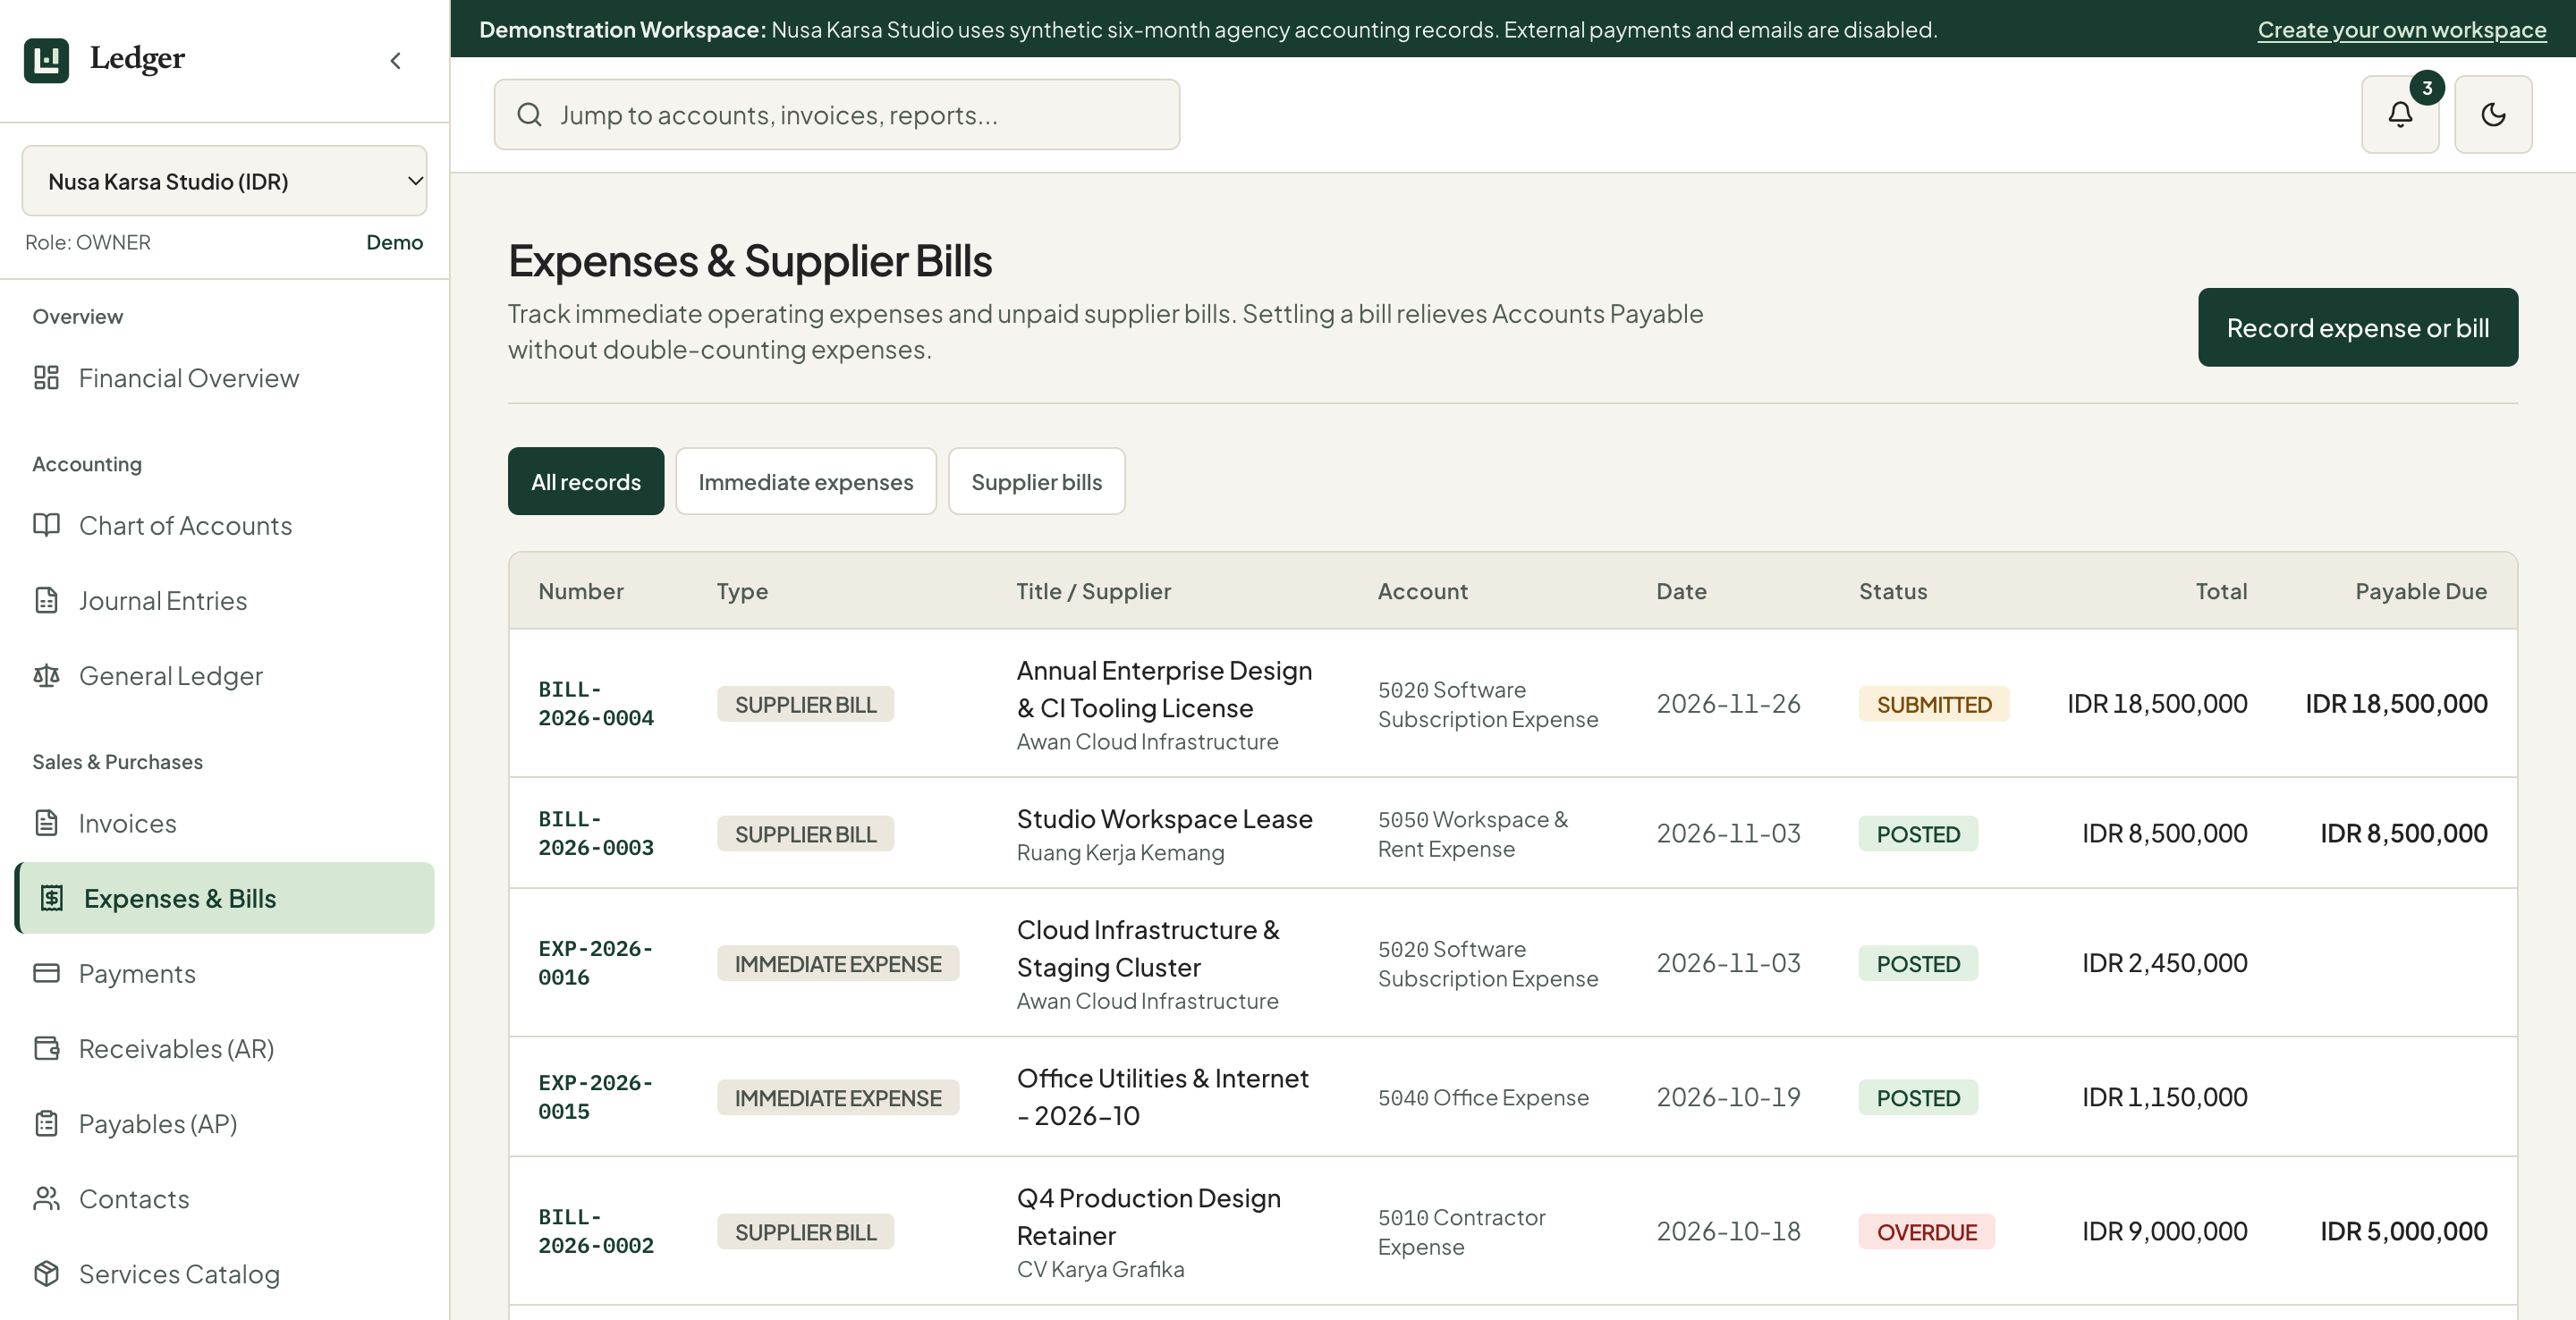 Demonstration Workspace: Nusa Karsa Studio uses synthetic six-month agency accounting records. External payments and emails are disabled.
Create your own workspace
Ledger
Jump to accounts, invoices, reports...
3
Nusa Karsa Studio (IDR)
Role: OWNER
Demo
Overview
Financial Overview
Accounting
Chart of Accounts
Journal Entries
General Ledger
Sales & Purchases
Invoices
Expenses & Bills
Payments
Receivables (AR)
Payables (AP)
Contacts
Services Catalog
Expenses & Supplier Bills
Track immediate operating expenses and unpaid supplier bills. Settling a bill relieves Accounts Payable
without double-counting expenses.
Record expense or bill
All records
Immediate expenses
Supplier bills
Number Type Title / Supplier Account Date Status Total Payable Due
BILL-
2026-0004
SUPPLIER BILL
Annual Enterprise Design
& CI Tooling License
Awan Cloud Infrastructure
5020 Software
Subscription Expense
2026-11-26
SUBMITTED
IDR 18,500,000
IDR 18,500,000
BILL-
2026-0003
SUPPLIER BILL
Studio Workspace Lease
Ruang Kerja Kemang
5050 Workspace &
Rent Expense
2026-11-03
POSTED
IDR 8,500,000
IDR 8,500,000
EXP-2026-
0016
IMMEDIATE EXPENSE
Cloud Infrastructure &
Staging Cluster
Awan Cloud Infrastructure
5020 Software
Subscription Expense
2026-11-03
POSTED
IDR 2,450,000
EXP-2026-
0015
IMMEDIATE EXPENSE
Office Utilities & Internet
- 2026-10
5040 Office Expense
2026-10-19
POSTED
IDR 1,150,000
BILL-
2026-0002
SUPPLIER BILL
Q4 Production Design
Retainer
CV Karya Grafika
5010 Contractor
Expense
2026-10-18
OVERDUE
IDR 9,000,000
IDR 5,000,000